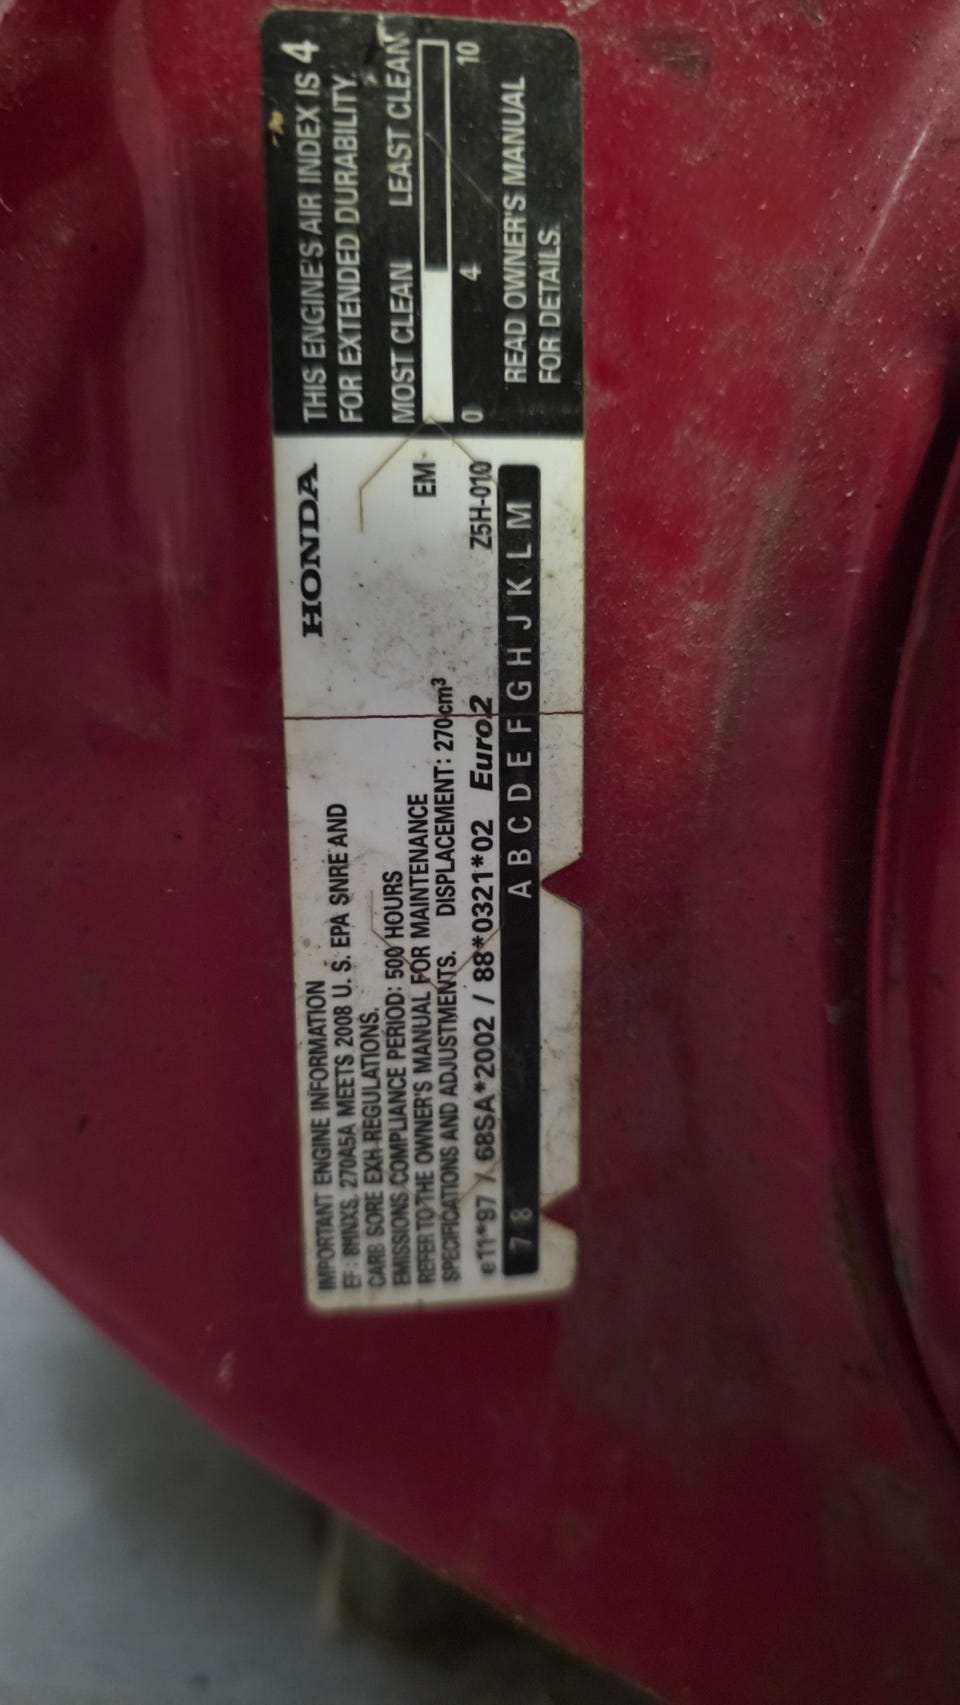 IMPORTANT ENGINE INFORMATION
EF: 8HNXS. 270A5A MEETS 2008 U. S. EPA SNRE AND
CARB SORE EXH REGULATIONS.
EMISSIONS COMPLIANCE PERIOD: 500 HOURS
REFER TO THE OWNER'S MANUAL FOR MAINTENANCE
SPECIFICATIONS AND ADJUSTMENTS. DISPLACEMENT: 270cm³
e11*97 / 68SA*2002 / 88*0321*02 Euro2
7 8 A B C D E F G H J K L M
HONDA
EM
Z5H-010
THIS ENGINE'S AIR INDEX IS 4
FOR EXTENDED DURABILITY.
MOST CLEAN LEAST CLEAN
0 4 10
READ OWNER'S MANUAL
FOR DETAILS.